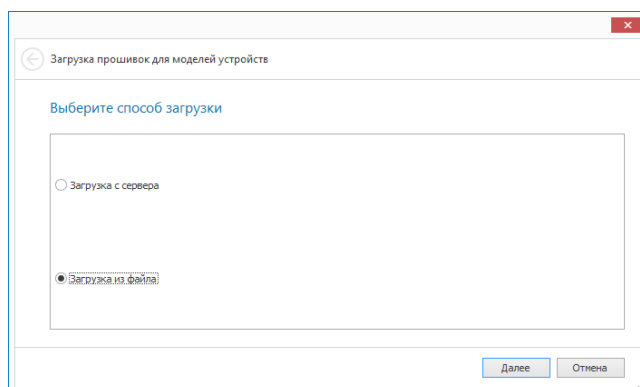 Загрузка прошивок для моделей устройств
Выберите способ загрузки
Загрузка с сервера
Загрузка из файла
Далее
Отмена